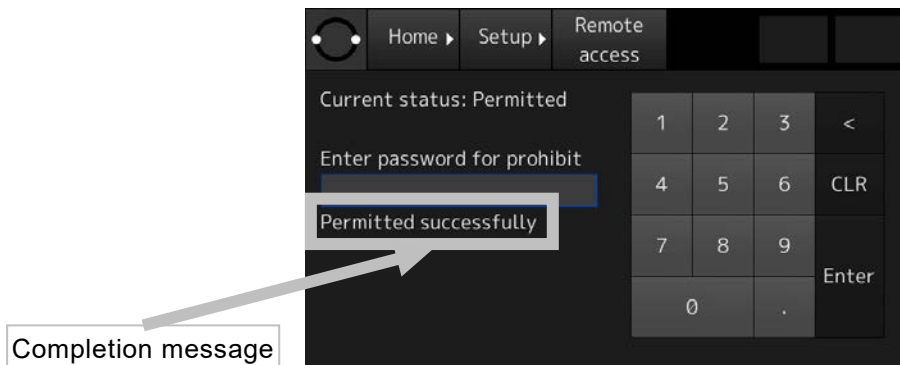 Home
Setup
Remote
access
Current status: Permitted
Enter password for prohibit
Permitted successfully
1 2 3 <
4 5 6 CLR
7 8 9
Enter
0 .
Completion message